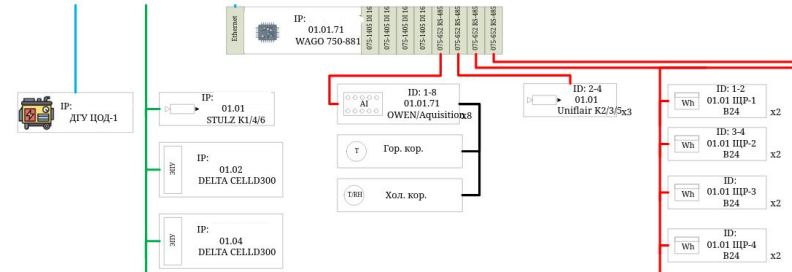 Ethernet
IP:
01.01.71
WAGO 750-881
075-1405 DI 16
075-1405 DI 16
075-1405 DI 16
075-1405 DI 16
075-652 RS-485
075-652 RS-485
075-652 RS-485
075-652 RS-485
IP:
ДГУ ЦОД-1
IP:
01.01
STULZ K1/4/6
ЭПУ
IP:
01.02
DELTA CELLD300
ЭПУ
IP:
01.04
DELTA CELLD300
AI
ID: 1-8
01.01.71
OWEN/Aquisition
x8
T
Гор. кор.
T/RH
Хол. кор.
ID: 2-4
01.01
Uniflair K2/3/5
x3
Wh
ID: 1-2
01.01 ЩР-1
B24
x2
Wh
ID: 3-4
01.01 ЩР-2
B24
x2
Wh
ID:
01.01 ЩР-3
B24
x2
Wh
ID:
01.01 ЩР-4
B24
x2